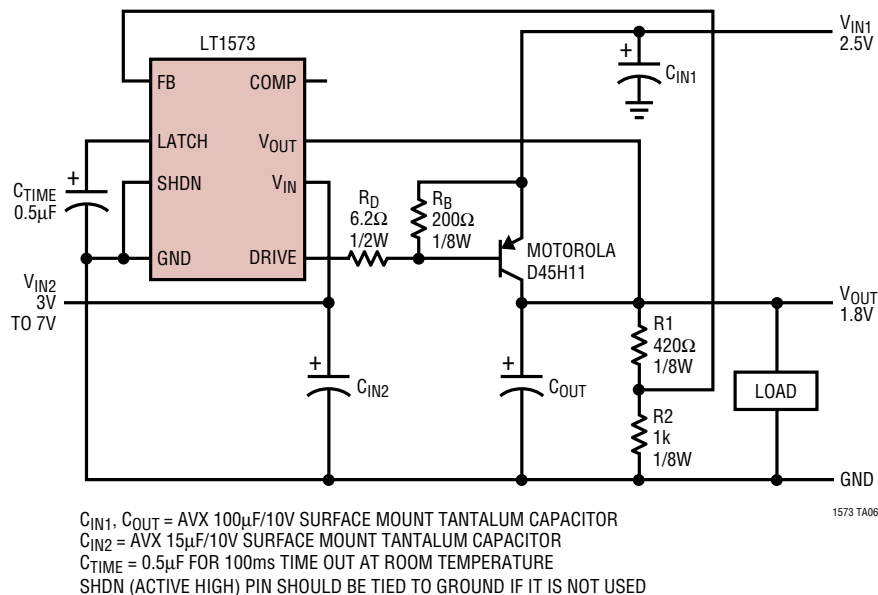 LT1573
FB
COMP
LATCH
VOUT
SHDN
VIN
GND
DRIVE
CTIME
0.5µF
VIN2
3V
TO 7V
RD
6.2Ω
1/2W
RB
200Ω
1/8W
MOTOROLA
D45H11
CIN1
VIN1
2.5V
VOUT
1.8V
R1
420Ω
1/8W
R2
1k
1/8W
LOAD
CIN2
COUT
GND
1573 TA06
CIN1, COUT = AVX 100µF/10V SURFACE MOUNT TANTALUM CAPACITOR
CIN2 = AVX 15µF/10V SURFACE MOUNT TANTALUM CAPACITOR
CTIME = 0.5µF FOR 100ms TIME OUT AT ROOM TEMPERATURE
SHDN (ACTIVE HIGH) PIN SHOULD BE TIED TO GROUND IF IT IS NOT USED